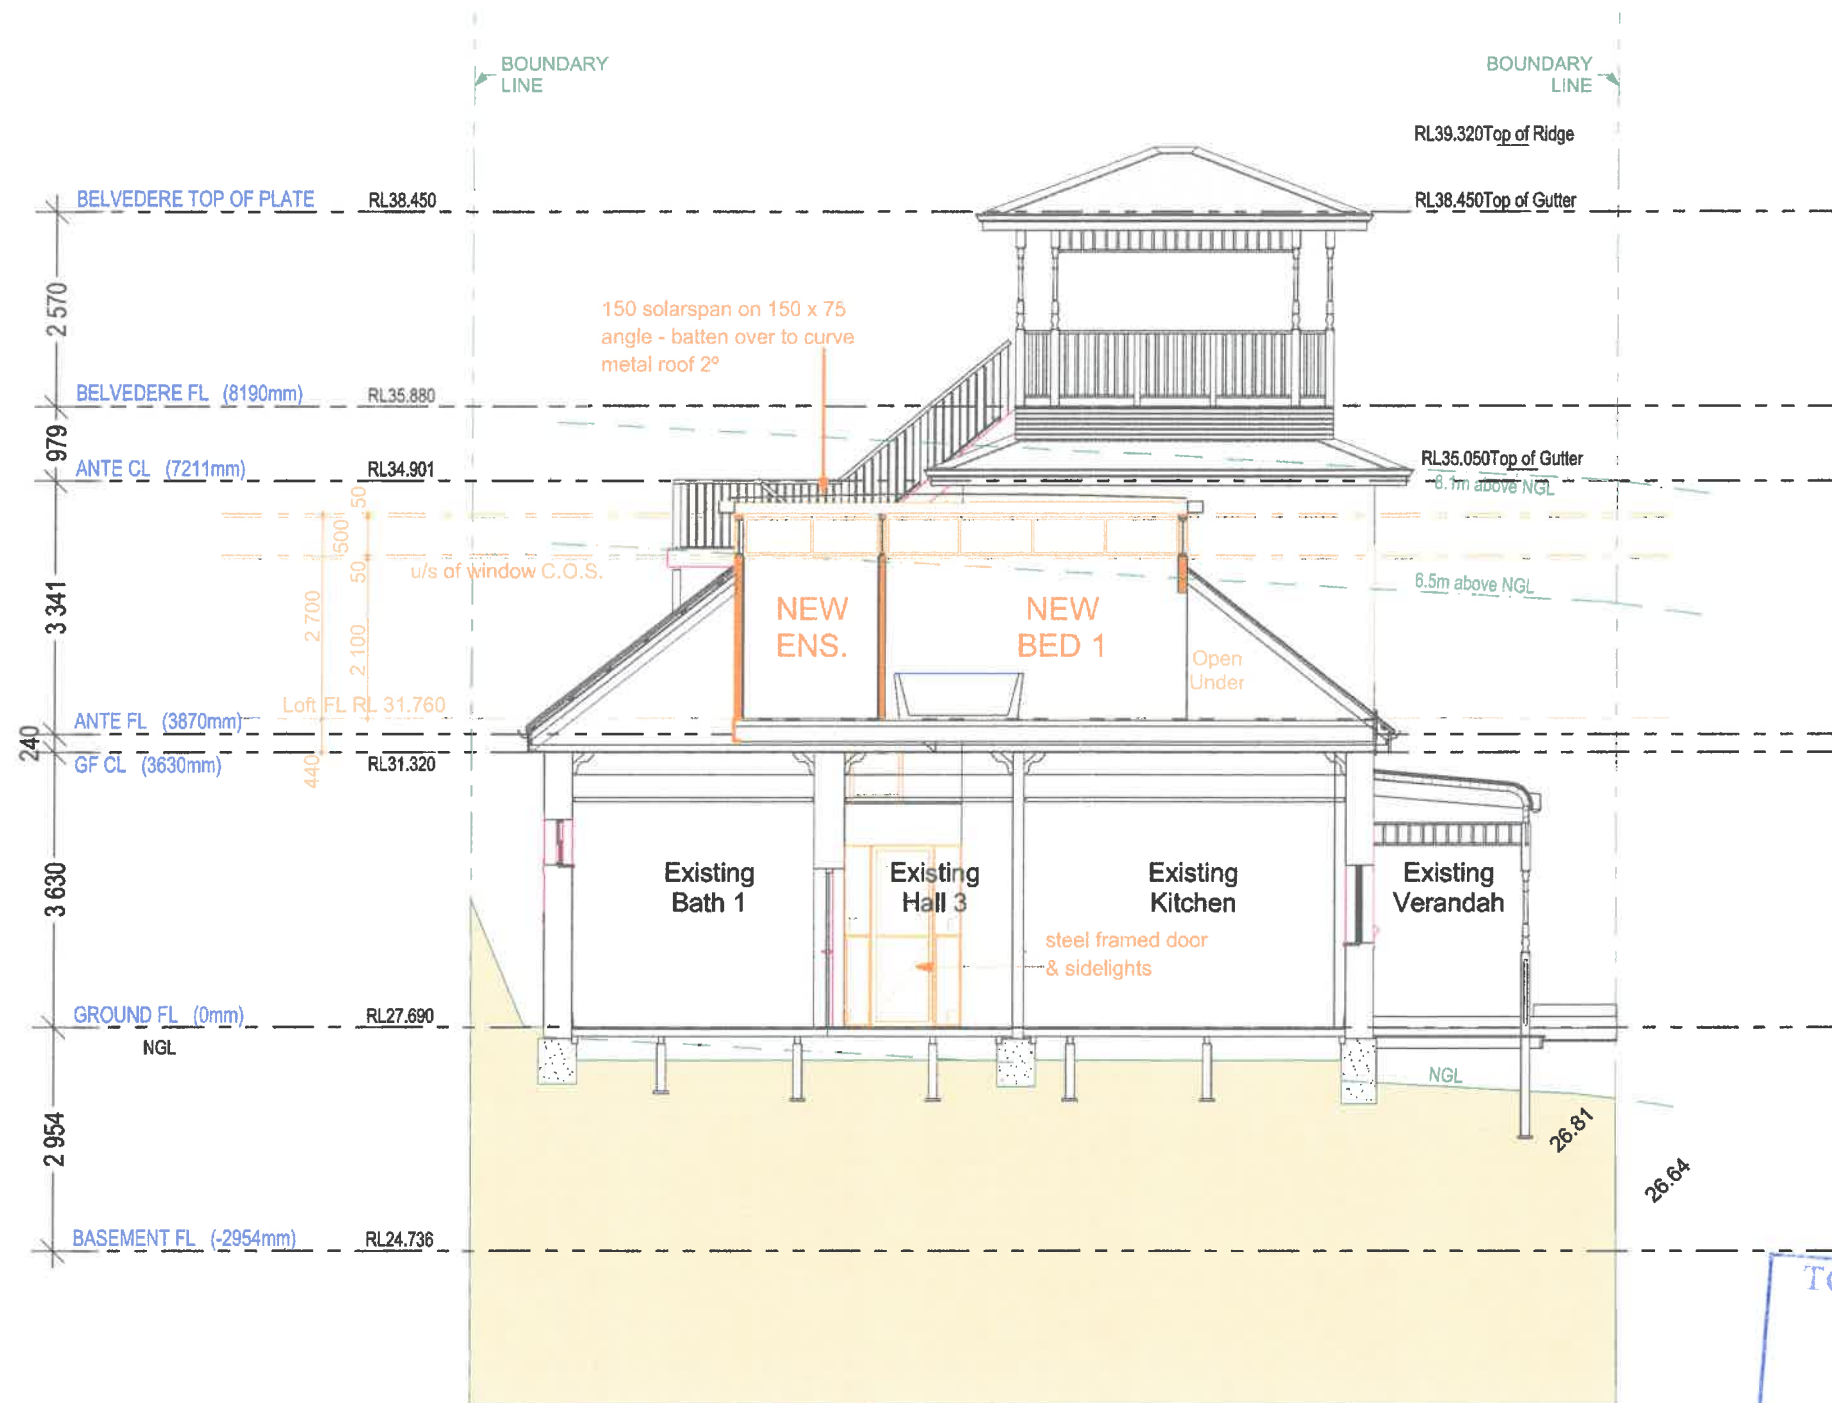 BOUNDARY
LINE
BOUNDARY
LINE
RL39.320Top of Ridge
BELVEDERE TOP OF PLATE RL38.450
RL38.450Top of Gutter
2 570
150 solarspan on 150 x 75
angle - batten over to curve
metal roof 2º
BELVEDERE FL (8190mm) RL35.880
979
ANTE CL (7211mm) RL34.901
RL35.050Top of Gutter
8.1m above NGL
50
500
50
u/s of window C.O.S.
6.5m above NGL
3 341
2 700
2 100
NEW
ENS.
NEW
BED 1
Open
Under
Loft FL RL 31.760
ANTE FL (3870mm)
240
GF CL (3630mm) RL31.320
440
3 630
Existing
Bath 1
Existing
Hall 3
Existing
Kitchen
Existing
Verandah
steel framed door
& sidelights
GROUND FL (0mm) RL27.690
NGL
NGL
2 954
26.81
26.64
BASEMENT FL (-2954mm) RL24.736